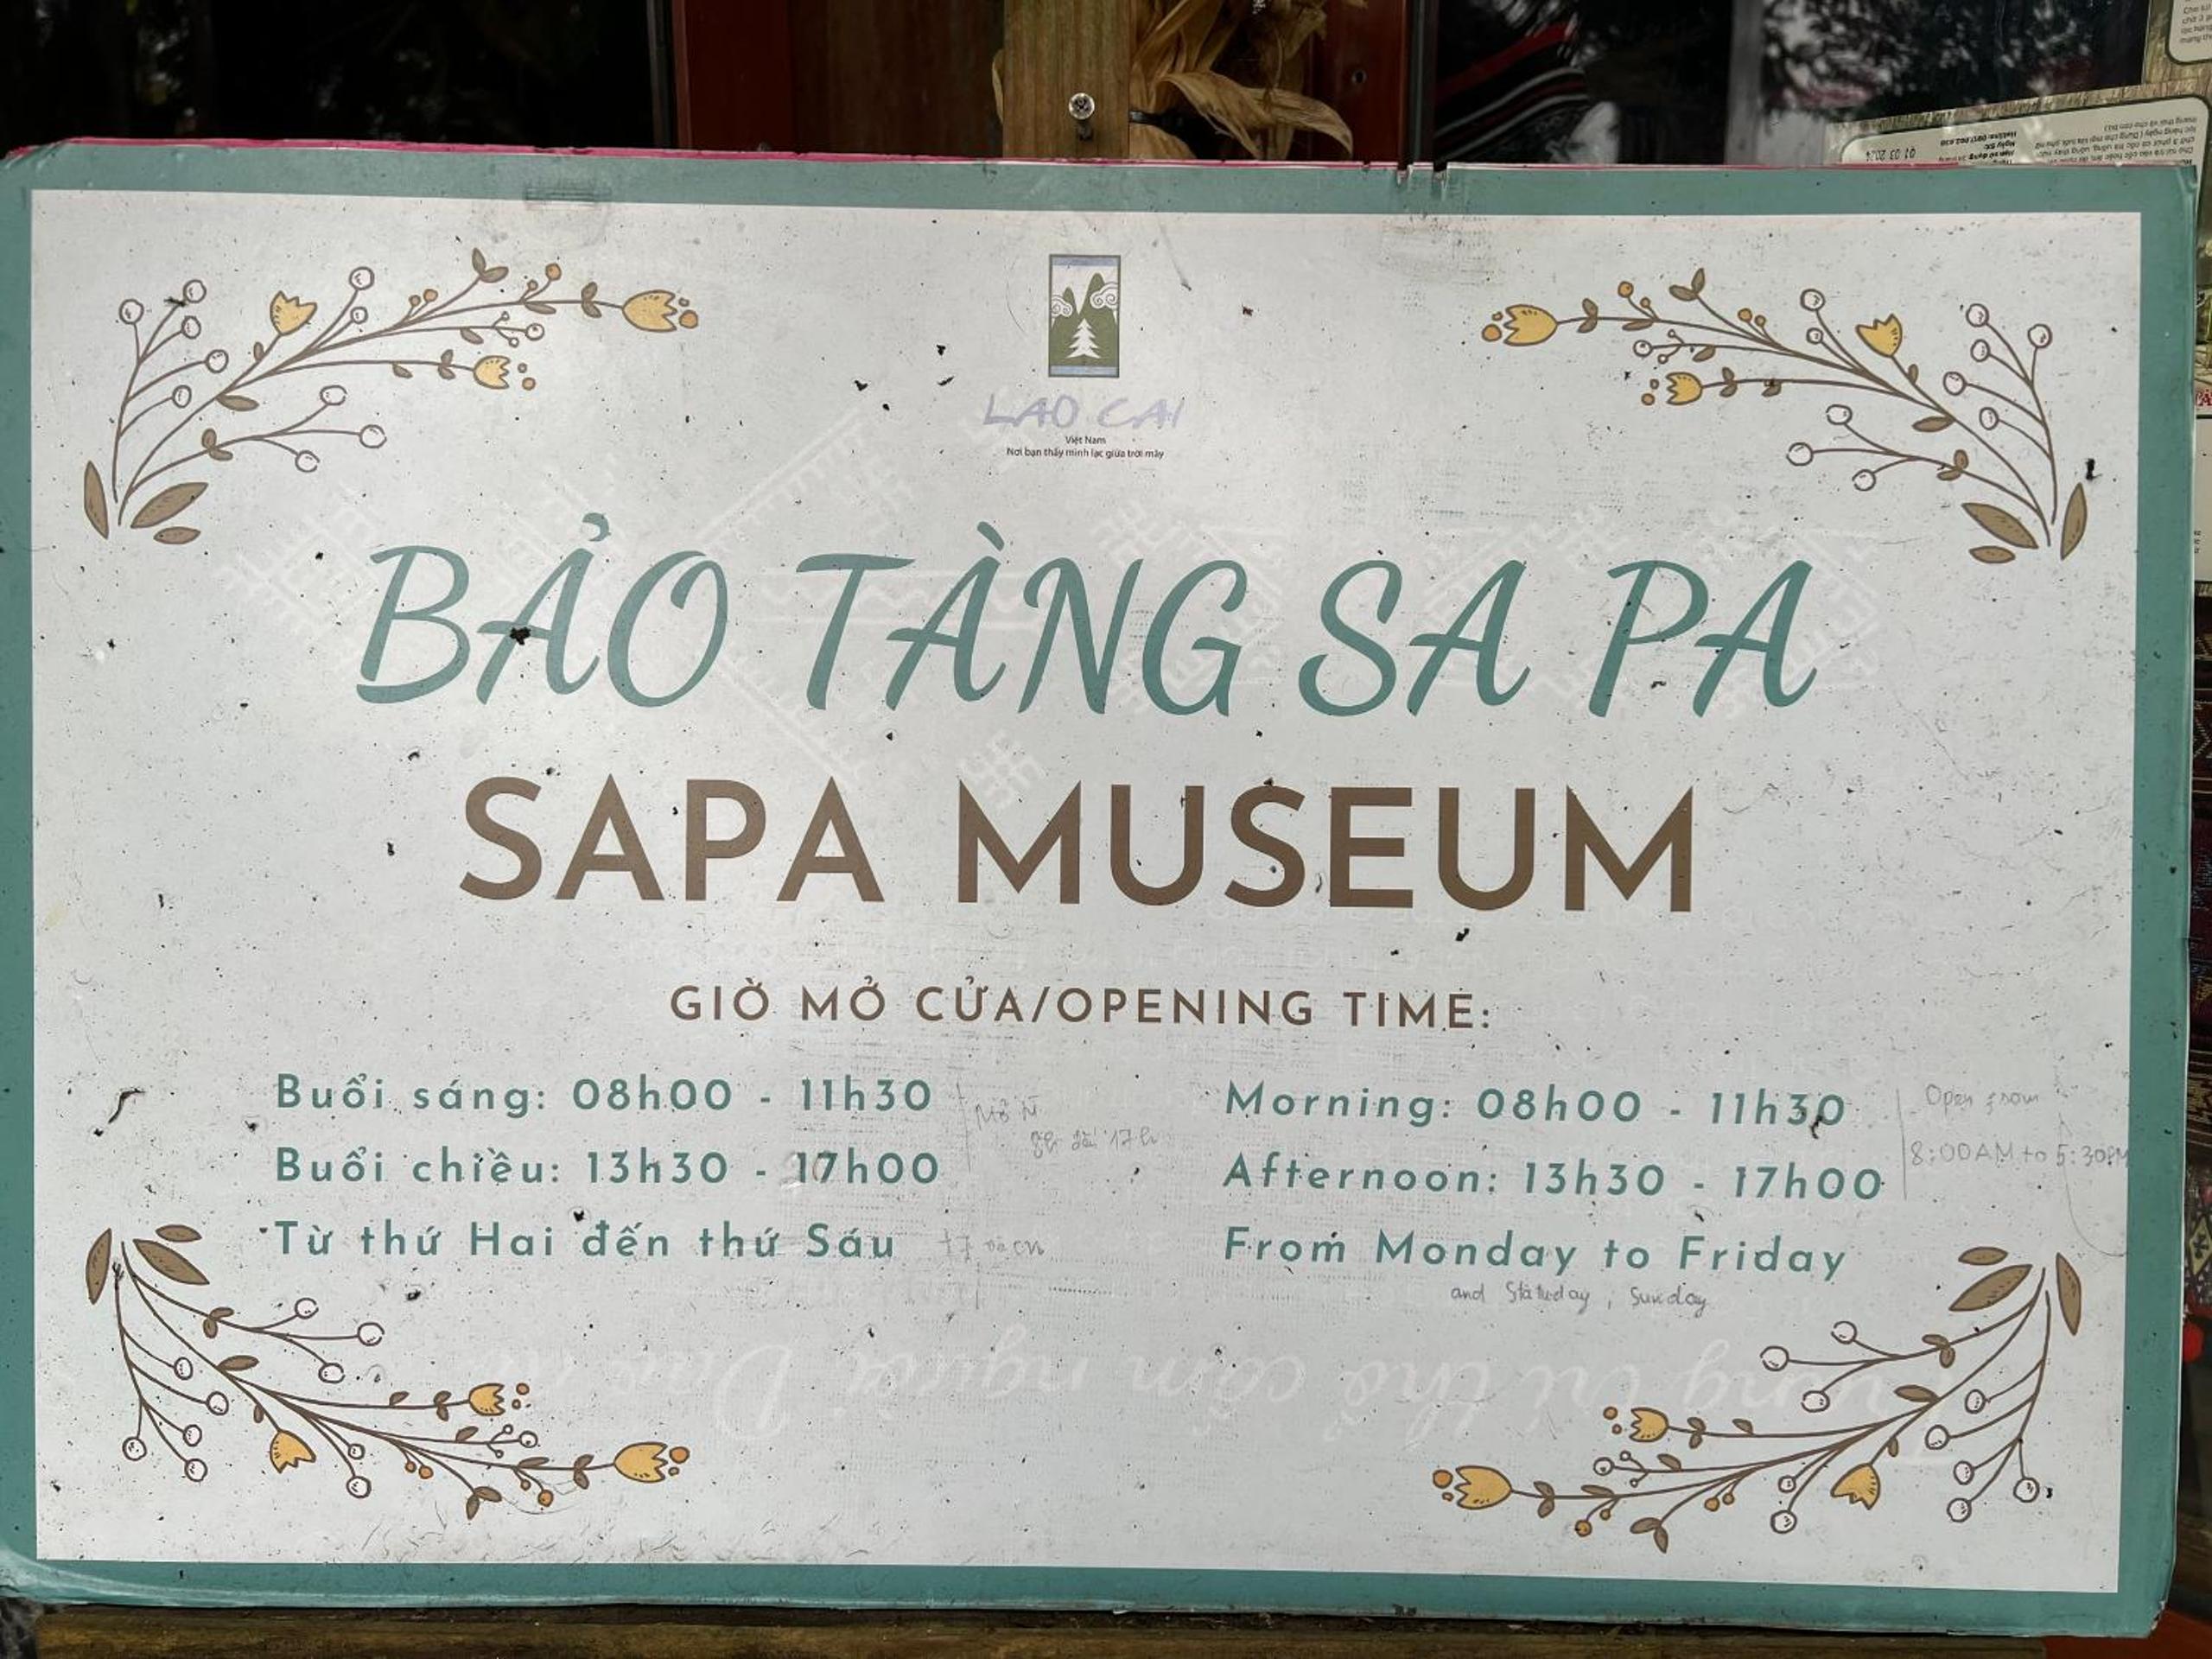 LAO CAI
Việt Nam
Nơi bạn thấy mình lạc giữa trời mây
BẢO TÀNG SA PA
SAPA MUSEUM
GIỜ MỞ CỬA/OPENING TIME:
Buổi sáng: 08h00 - 11h30
Buổi chiều: 13h30 - 17h00
Từ thứ Hai đến thứ Sáu
Morning: 08h00 - 11h30
Afternoon: 13h30 - 17h00
From Monday to Friday
and Statuday, Sunday
Open from
8:00AM to 5:30PM